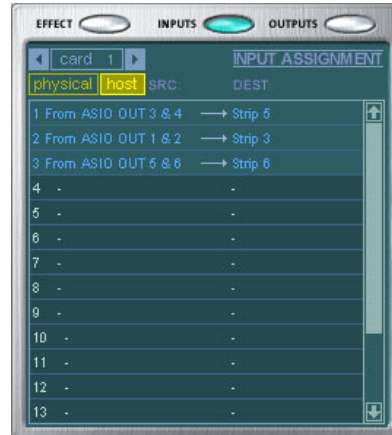 EFFECT INPUTS OUTPUTS
card 1 INPUT ASSIGNMENT
physical host SRC: DEST:
1 From ASIO OUT 3 & 4 → Strip 5
2 From ASIO OUT 1 & 2 → Strip 3
3 From ASIO OUT 5 & 6 → Strip 6
4 - -
5 - -
6 - -
7 - -
8 - -
9 - -
10 - -
11 - -
12 - -
13 - -